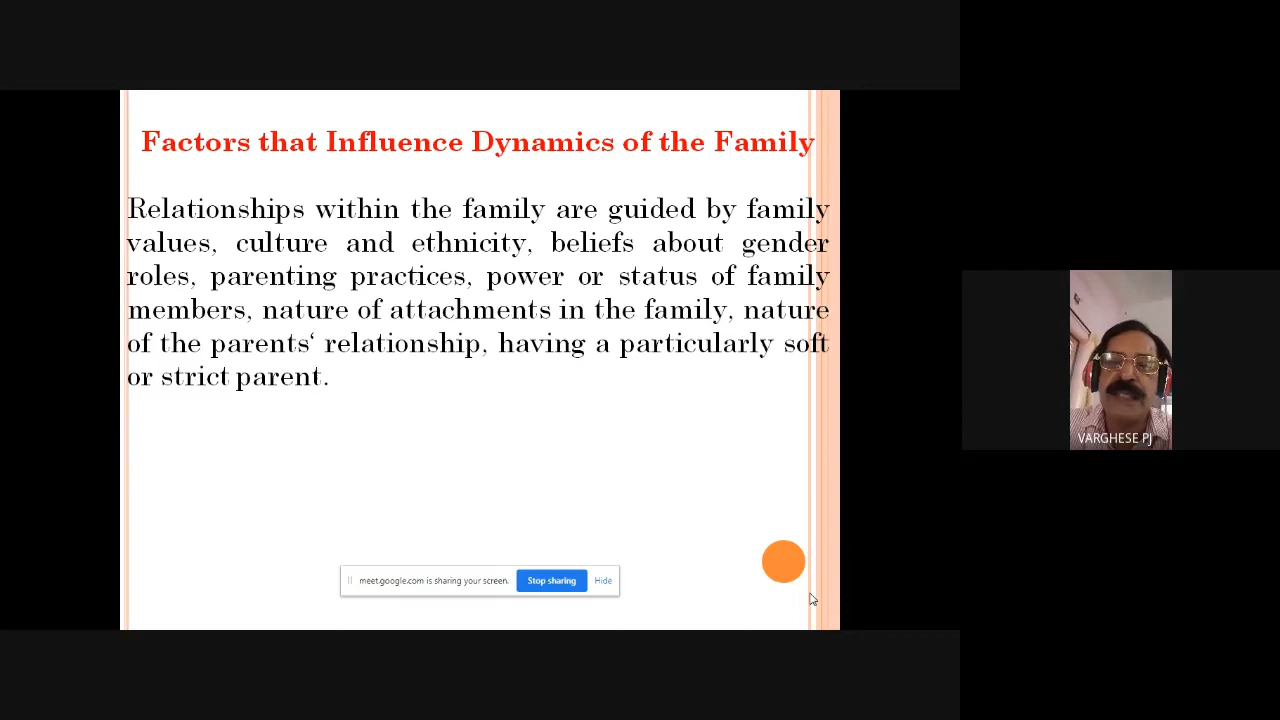 Factors that Influence Dynamics of the Family
Relationships within the family are guided by family
values, culture and ethnicity, beliefs about gender
roles, parenting practices, power or status of family
members, nature of attachments in the family, nature
of the parents‘ relationship, having a particularly soft
or strict parent.
VARGHESE PJ
meet.google.com is sharing your screen. Stop sharing Hide